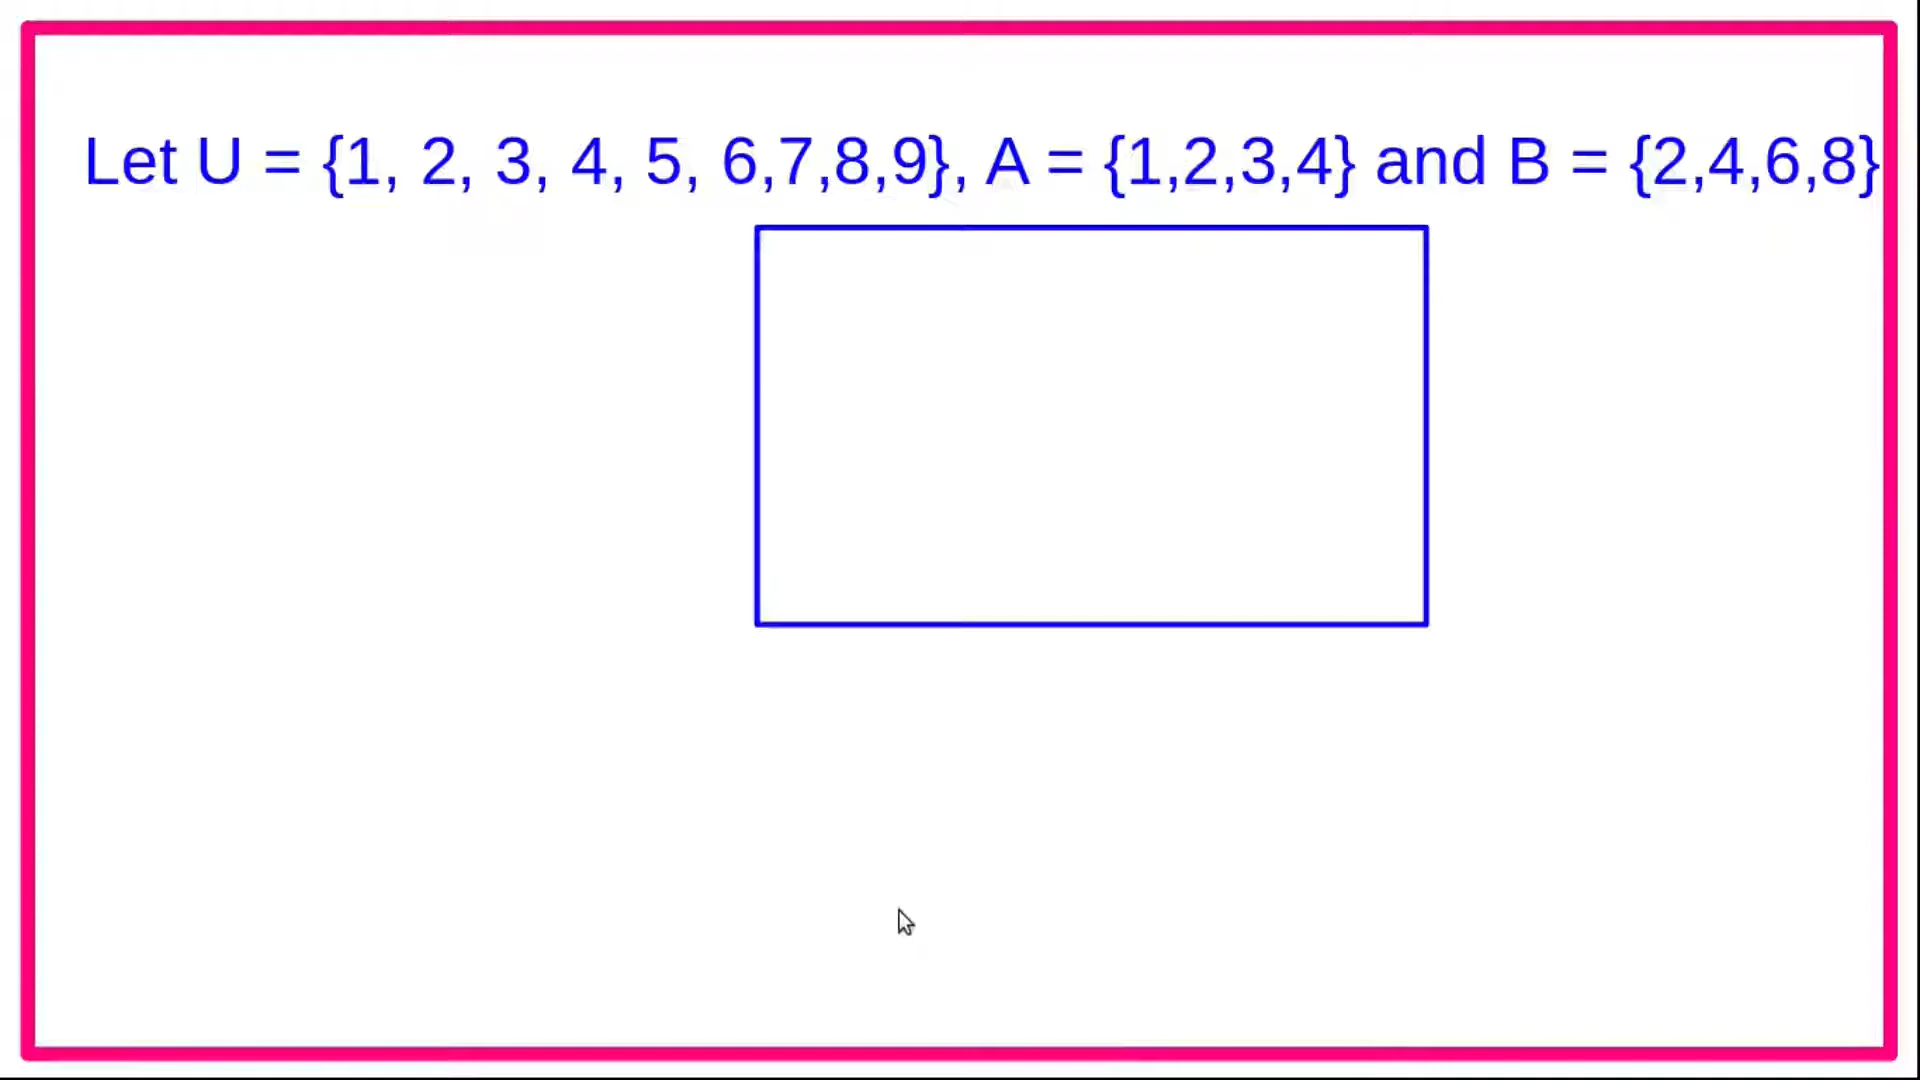 Let U = {1, 2, 3, 4, 5, 6,7,8,9}, A = {1,2,3,4} and B = {2,4,6,8}